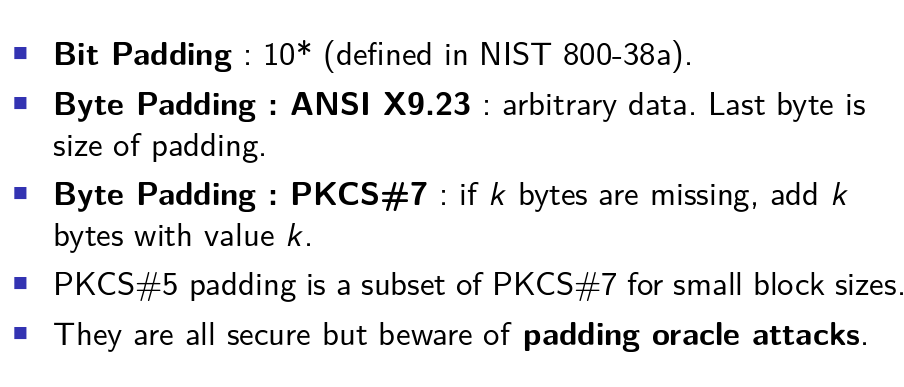 Bit Padding : 10* (defined in NIST 800-38a).
Byte Padding : ANSI X9.23 : arbitrary data. Last byte is
size of padding.
Byte Padding : PKCS#7 : if k bytes are missing, add k
bytes with value k.
PKCS#5 padding is a subset of PKCS#7 for small block sizes.
They are all secure but beware of padding oracle attacks.